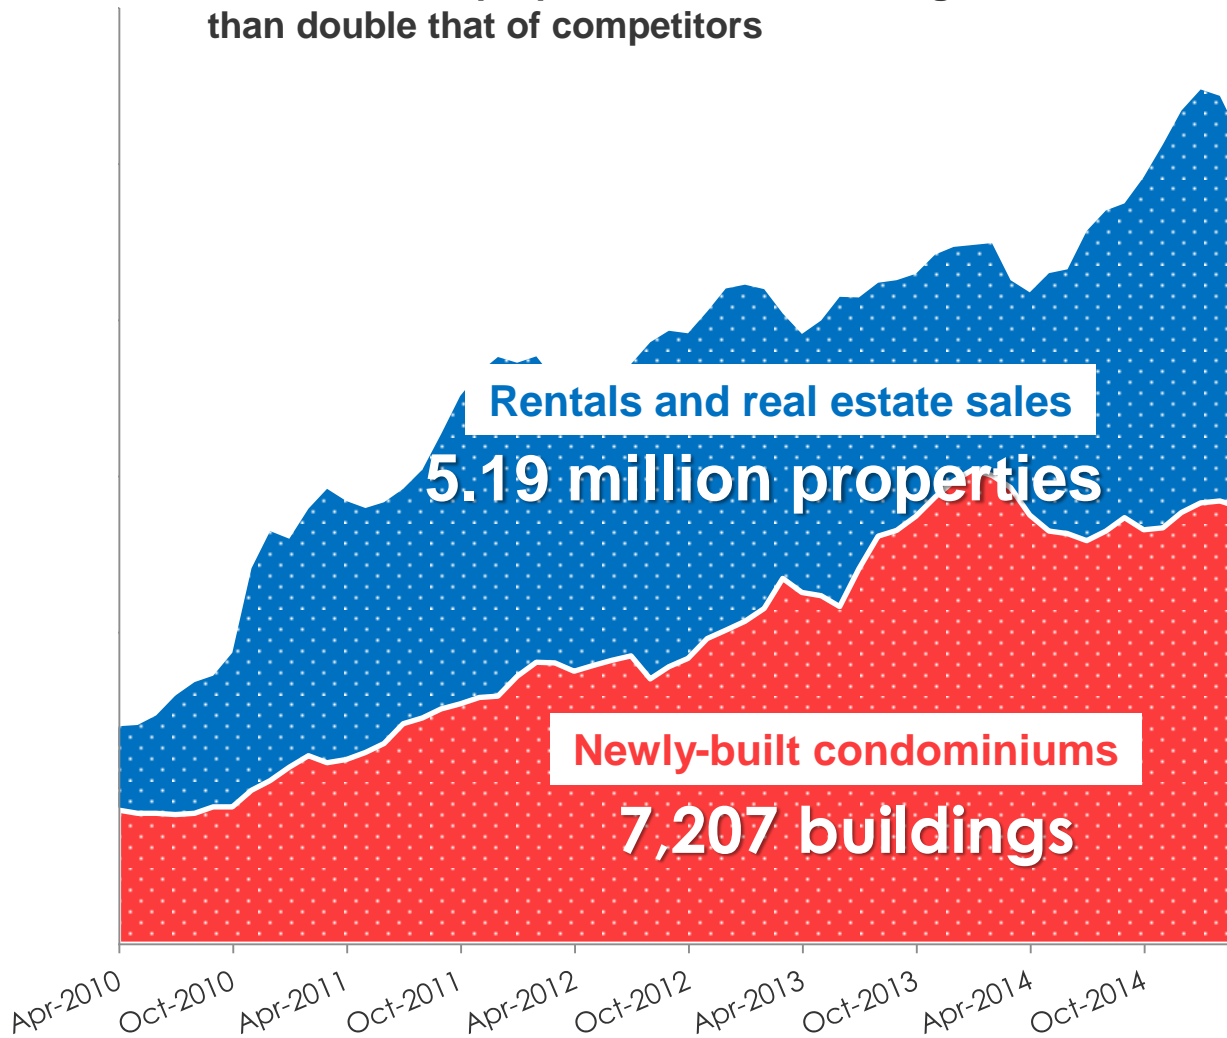 than double that of competitors
Rentals and real estate sales
5.19 million properties
Newly-built condominiums
7,207 buildings
Apr-2010
Oct-2010
Apr-2011
Oct-2011
Apr-2012
Oct-2012
Apr-2013
Oct-2013
Apr-2014
Oct-2014